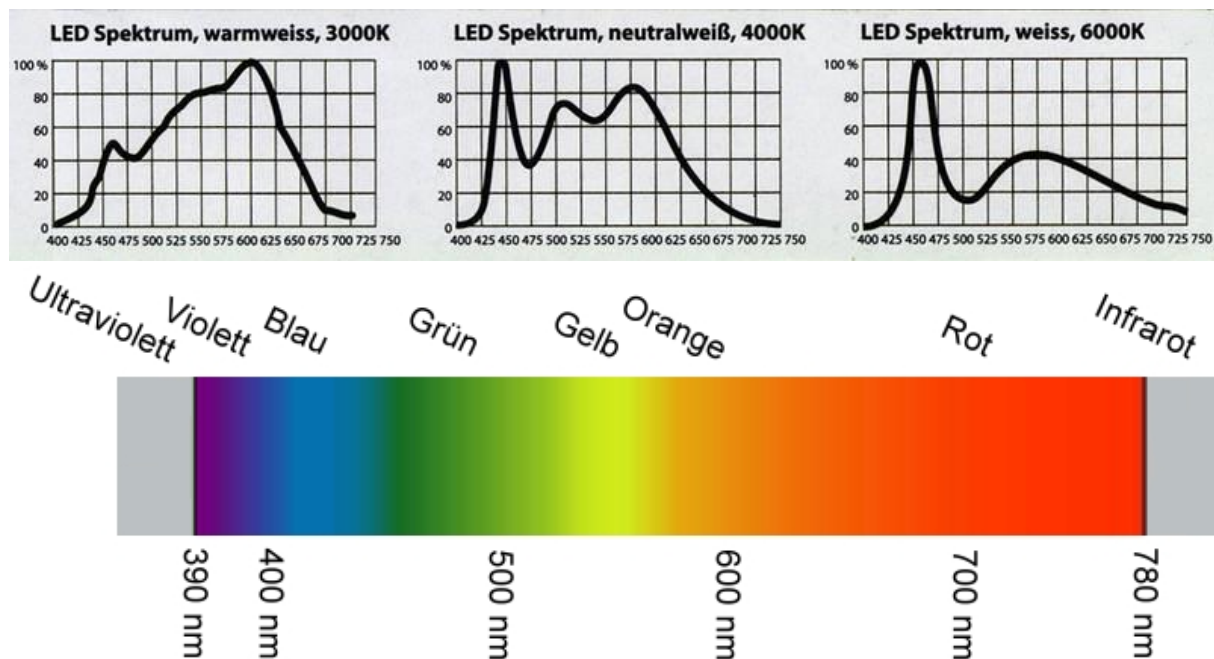 LED Spektrum, warmweiss, 3000K
100 %
80
60
40
20
0
400 425 450 475 500 525 550 575 600 625 650 675 700 725 750
LED Spektrum, neutralweiß, 4000K
100 %
80
60
40
20
0
400 425 450 475 500 525 550 575 600 625 650 675 700 725 750
LED Spektrum, weiss, 6000K
100 %
80
60
40
20
0
400 425 450 475 500 525 550 575 600 625 650 675 700 725 750
Ultraviolett
Violett
Blau
Grün
Gelb
Orange
Rot
Infrarot
390 nm
400 nm
500 nm
600 nm
700 nm
780 nm